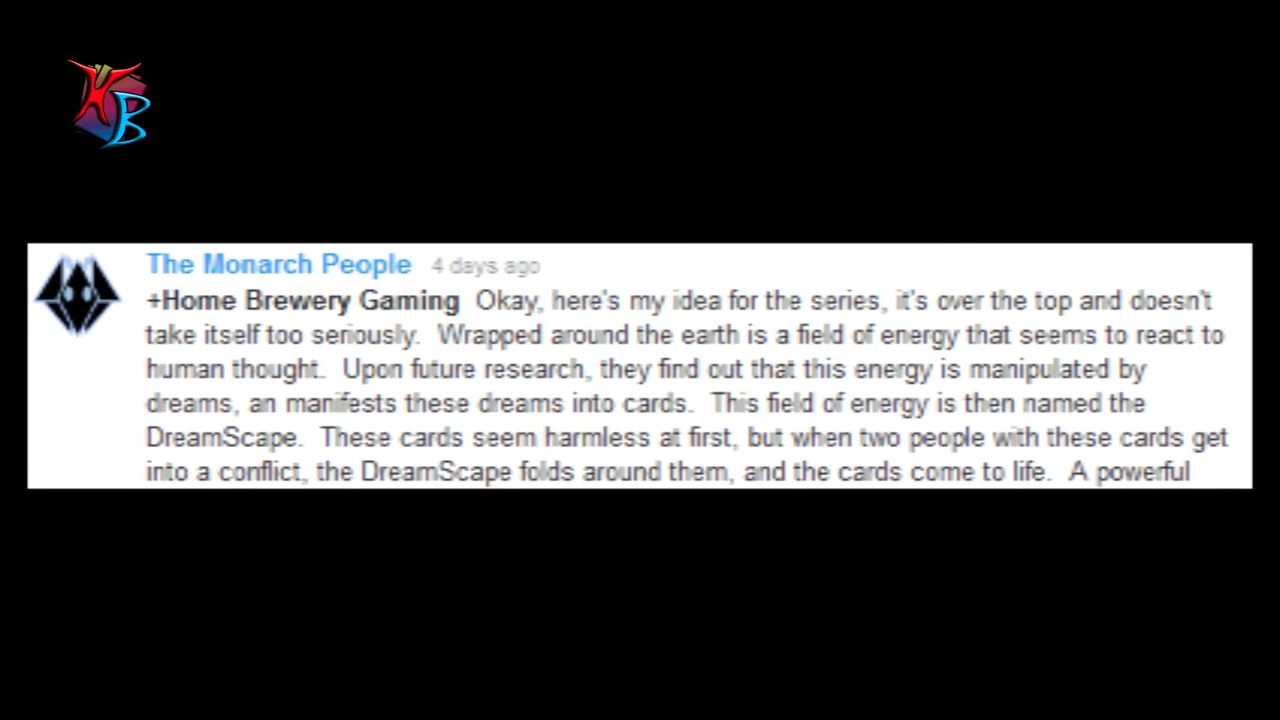 KB
The Monarch People 4 days ago
+Home Brewery Gaming Okay, here's my idea for the series, it's over the top and doesn't
take itself too seriously. Wrapped around the earth is a field of energy that seems to react to
human thought. Upon future research, they find out that this energy is manipulated by
dreams, an manifests these dreams into cards. This field of energy is then named the
DreamScape. These cards seem harmless at first, but when two people with these cards get
into a conflict, the DreamScape folds around them, and the cards come to life. A powerful